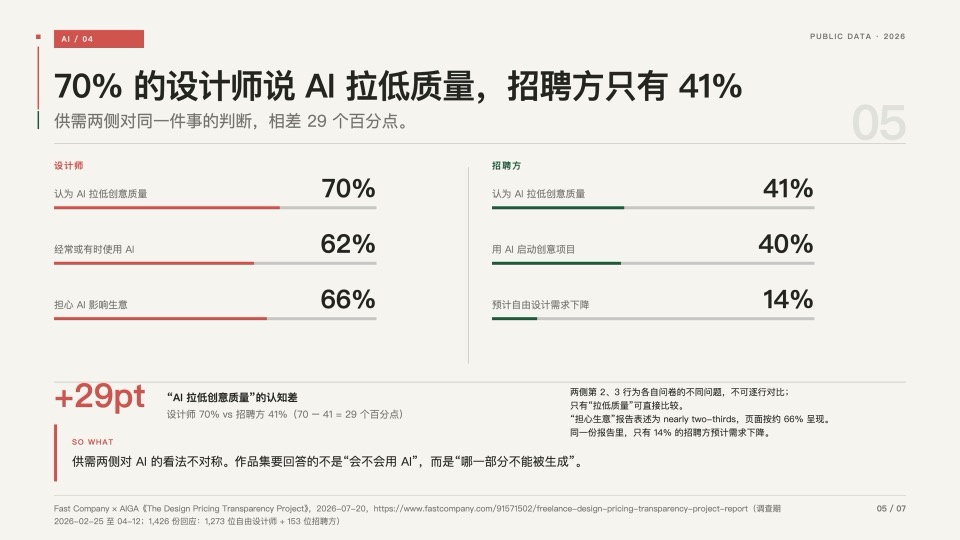 AI / 04
PUBLIC DATA · 2026
70% 的设计师说 AI 拉低质量，招聘方只有 41%
供需两侧对同一件事的判断，相差 29 个百分点。
05
设计师
认为 AI 拉低创意质量
70%
经常或有时使用 AI
62%
担心 AI 影响生意
66%
招聘方
认为 AI 拉低创意质量
41%
用 AI 启动创意项目
40%
预计自由设计需求下降
14%
+29pt
“AI 拉低创意质量”的认知差
设计师 70% vs 招聘方 41%（70 − 41 = 29 个百分点）
两侧第 2、3 行为各自问卷的不同问题，不可逐行对比；
只有“拉低质量”可直接比较。
“担心生意”报告表述为 nearly two-thirds，页面按约 66% 呈现。
同一份报告里，只有 14% 的招聘方预计需求下降。
SO WHAT
供需两侧对 AI 的看法不对称。作品集要回答的不是“会不会用 AI”，而是“哪一部分不能被生成”。
Fast Company × AIGA《The Design Pricing Transparency Project》，2026-07-20，https://www.fastcompany.com/91571502/freelance-design-pricing-transparency-project-report（调查期
2026-02-25 至 04-12；1,426 份回应：1,273 位自由设计师 + 153 位招聘方）
05 / 07